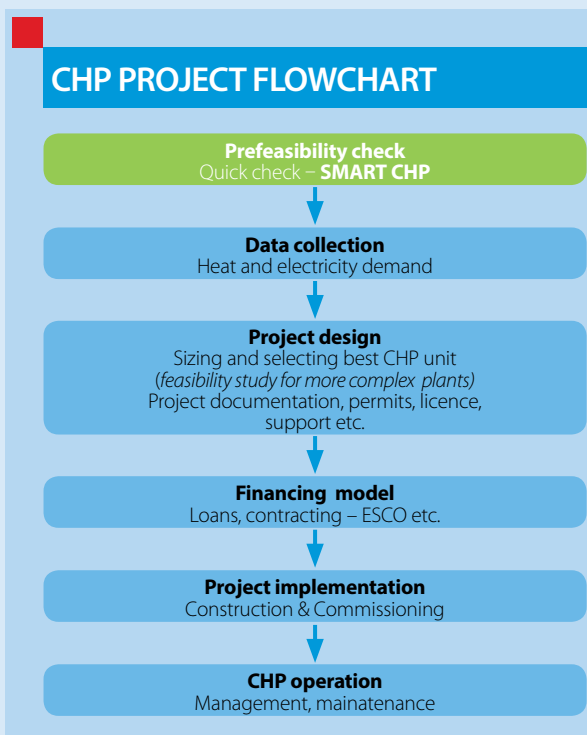 CHP PROJECT FLOWCHART
Prefeasibility check
Quick check – SMART CHP
Data collection
Heat and electricity demand
Project design
Sizing and selecting best CHP unit
(feasibility study for more complex plants)
Project documentation, permits, licence,
support etc.
Financing model
Loans, contracting – ESCO etc.
Project implementation
Construction & Commissioning
CHP operation
Management, mainatenance